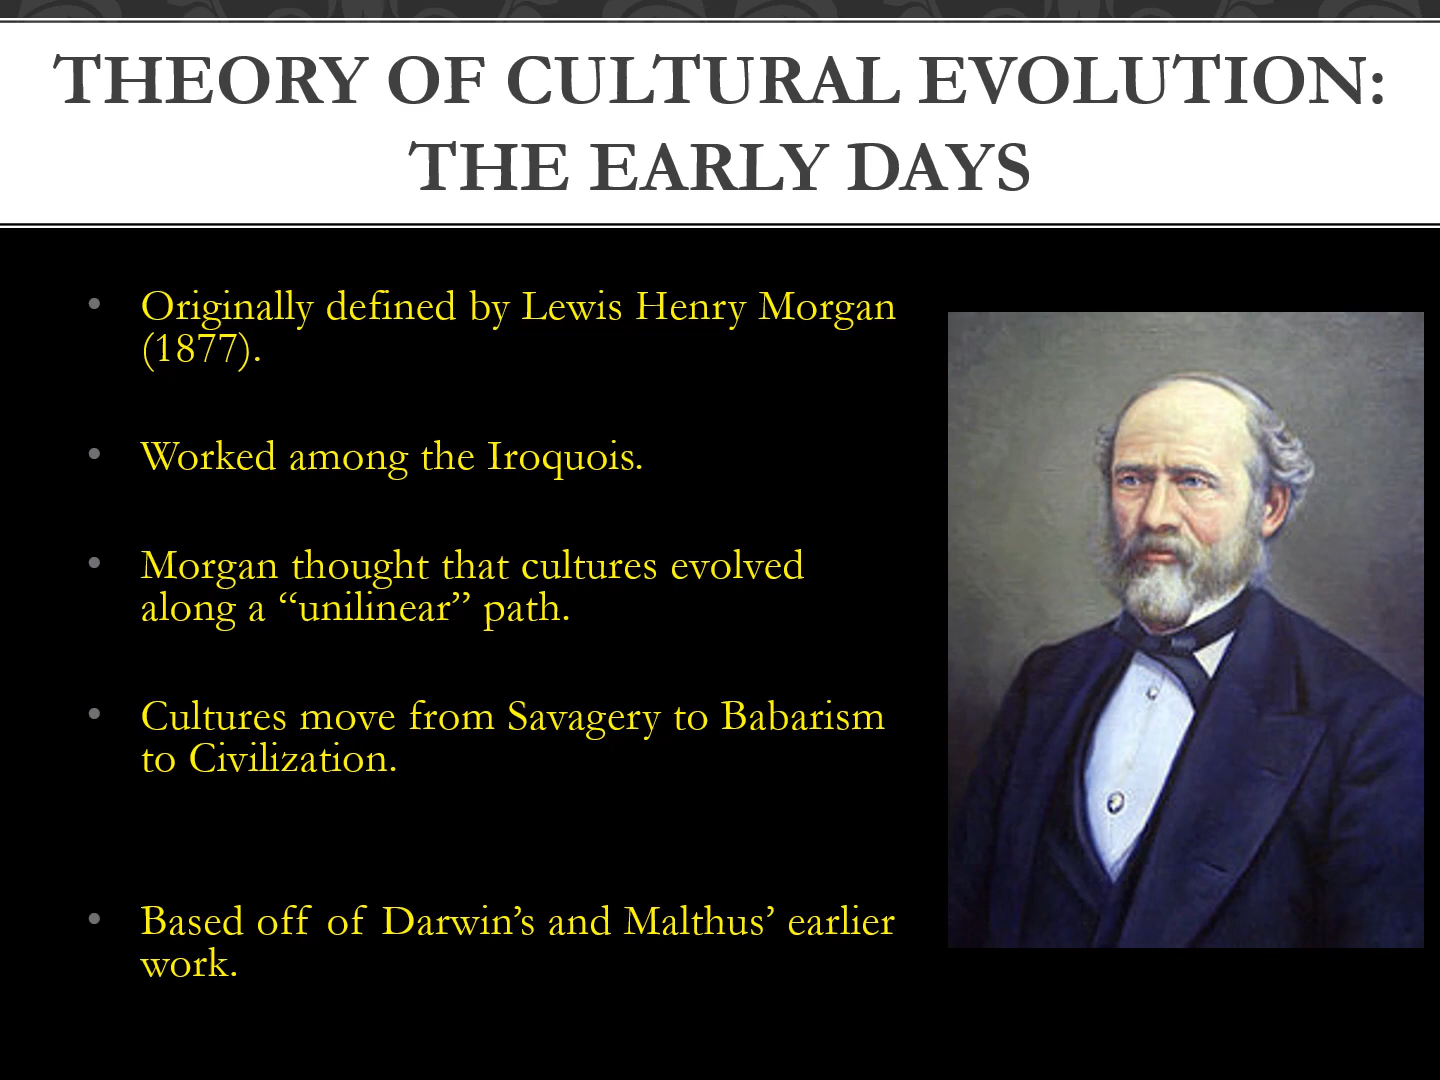 THEORY OF CULTURAL EVOLUTION:
THE EARLY DAYS
• Originally defined by Lewis Henry Morgan
(1877).
• Worked among the Iroquois.
• Morgan thought that cultures evolved
along a “unilinear” path.
• Cultures move from Savagery to Babarism
to Civilization.
• Based off of Darwin’s and Malthus’ earlier
work.